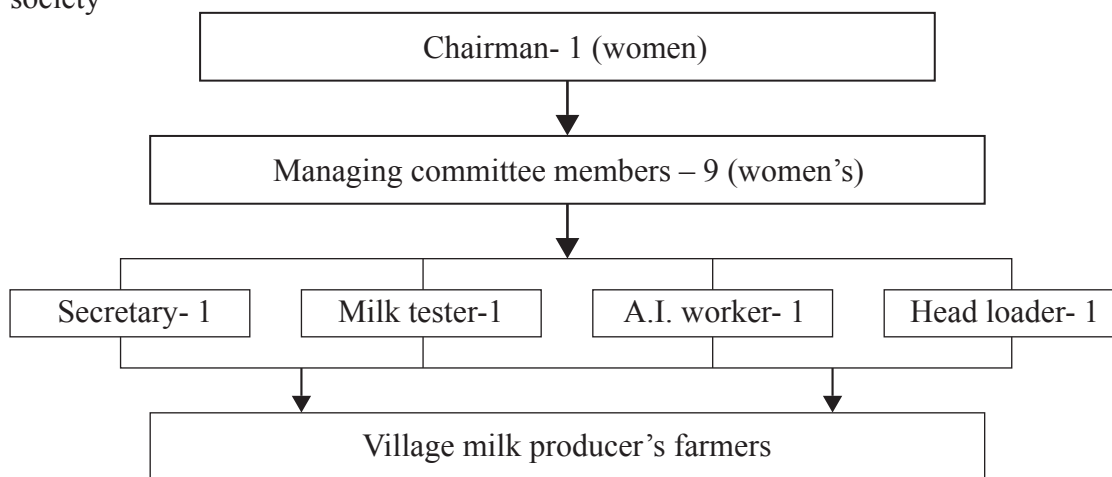 society
Chairman- 1 (women)
Managing committee members – 9 (women’s)
Secretary- 1
Milk tester-1
A.I. worker- 1
Head loader- 1
Village milk producer’s farmers